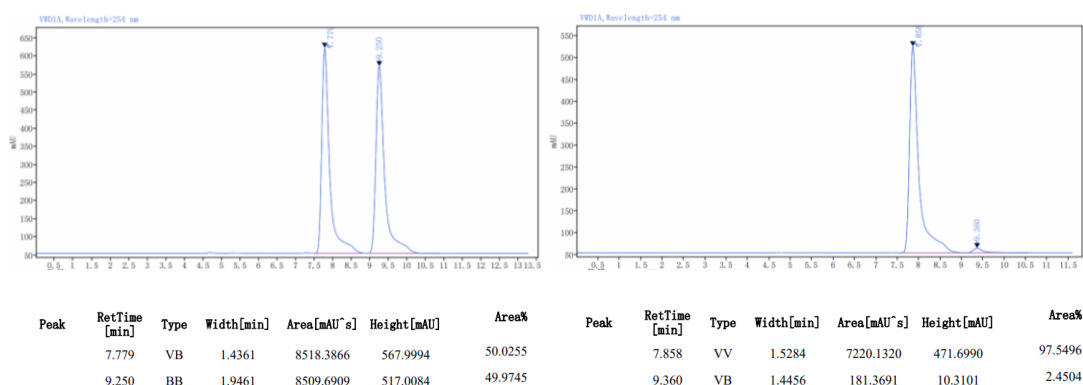 VWD1A,Wavelength=254 nm
mAU
650
600
550
500
450
400
350
300
250
200
150
100
50
7.779
9.250
0.5 1 1.5 2 2.5 3 3.5 4 4.5 5 5.5 6 6.5 7 7.5 8 8.5 9 9.5 10 10.5 11 11.5 12 12.5 13 13.5
Peak RetTime [min] Type Width[min] Area[mAU^s] Height[mAU] Area%
7.779 VB 1.4361 8518.3866 567.9994 50.0255
9.250 BB 1.9461 8509.6909 517.0084 49.9745
VWD1A,Wavelength=254 nm
mAU
550
500
450
400
350
300
250
200
150
100
50
7.858
9.360
0.5 1 1.5 2 2.5 3 3.5 4 4.5 5 5.5 6 6.5 7 7.5 8 8.5 9 9.5 10 10.5 11 11.5
Peak RetTime [min] Type Width[min] Area[mAU^s] Height[mAU] Area%
7.858 VV 1.5284 7220.1320 471.6990 97.5496
9.360 VB 1.4456 181.3691 10.3101 2.4504